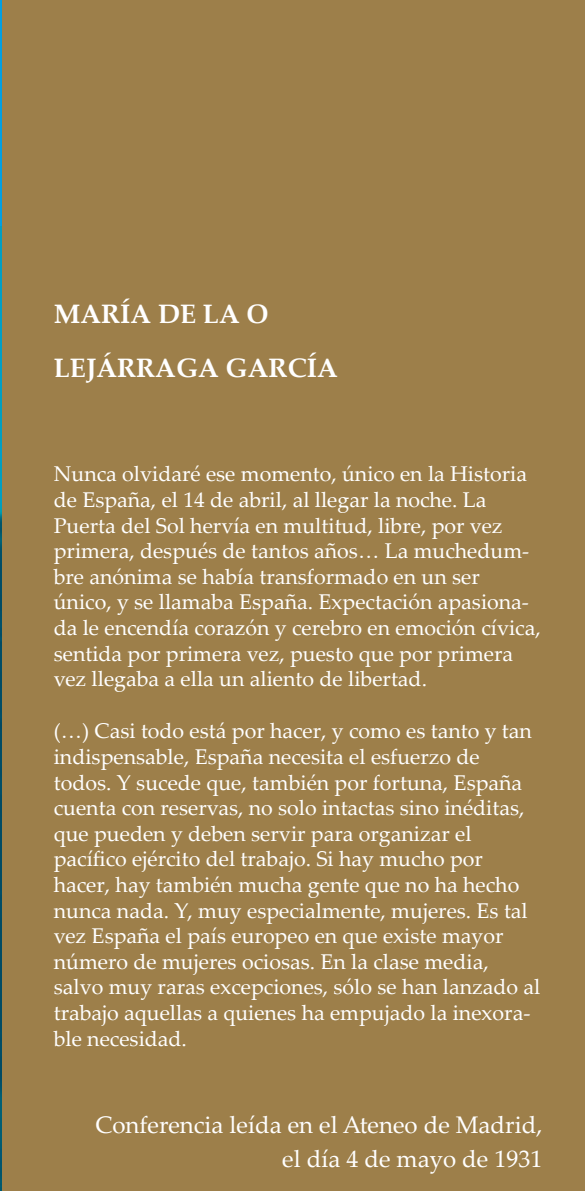 MARÍA DE LA O
LEJÁRRAGA GARCÍA
Nunca olvidaré ese momento, único en la Historia
de España, el 14 de abril, al llegar la noche. La
Puerta del Sol hervía en multitud, libre, por vez
primera, después de tantos años… La muchedum-
bre anónima se había transformado en un ser
único, y se llamaba España. Expectación apasiona-
da le encendía corazón y cerebro en emoción cívica,
sentida por primera vez, puesto que por primera
vez llegaba a ella un aliento de libertad.
(…) Casi todo está por hacer, y como es tanto y tan
indispensable, España necesita el esfuerzo de
todos. Y sucede que, también por fortuna, España
cuenta con reservas, no solo intactas sino inéditas,
que pueden y deben servir para organizar el
pacífico ejército del trabajo. Si hay mucho por
hacer, hay también mucha gente que no ha hecho
nunca nada. Y, muy especialmente, mujeres. Es tal
vez España el país europeo en que existe mayor
número de mujeres ociosas. En la clase media,
salvo muy raras excepciones, sólo se han lanzado al
trabajo aquellas a quienes ha empujado la inexora-
ble necesidad.
Conferencia leída en el Ateneo de Madrid,
el día 4 de mayo de 1931